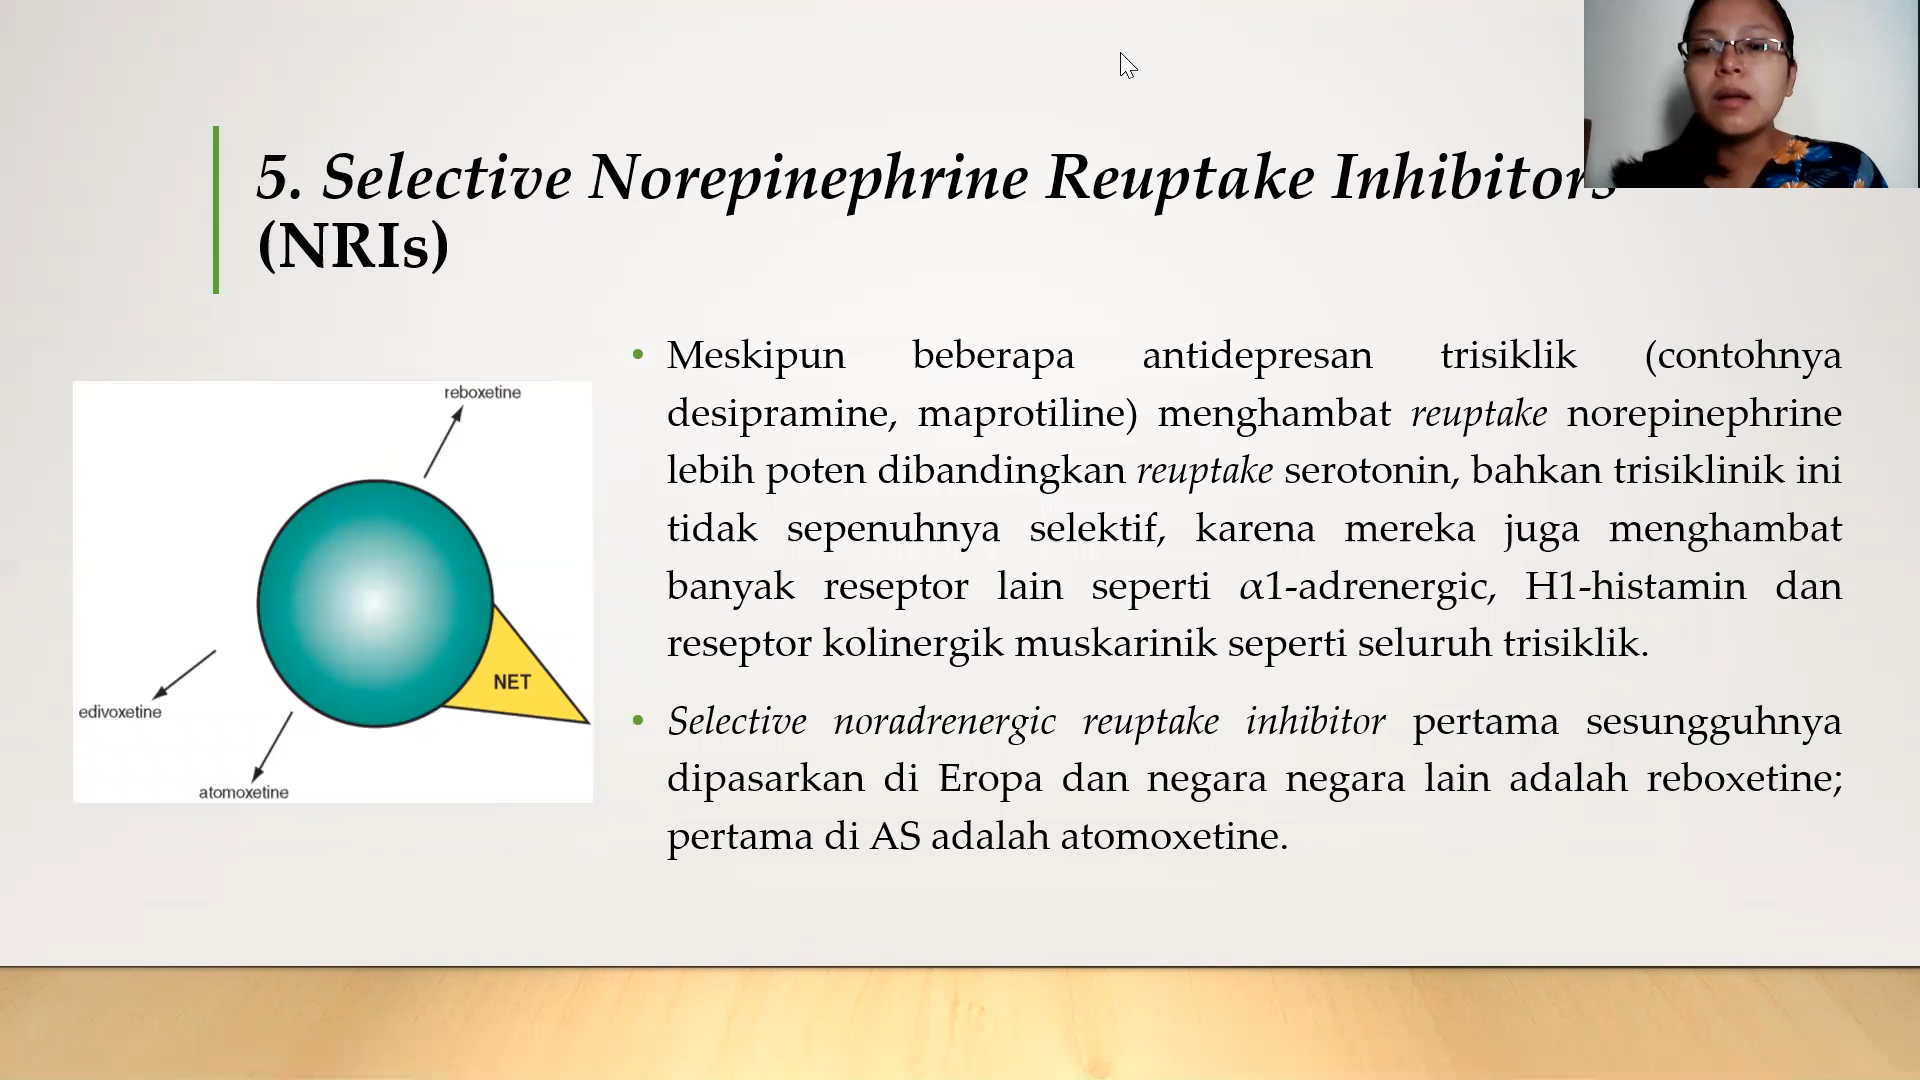 5. Selective Norepinephrine Reuptake Inhibitors
(NRIs)
reboxetine
NET
edivoxetine
atomoxetine
• Meskipun beberapa antidepresan trisiklik (contohnya
desipramine, maprotiline) menghambat reuptake norepinephrine
lebih poten dibandingkan reuptake serotonin, bahkan trisiklinik ini
tidak sepenuhnya selektif, karena mereka juga menghambat
banyak reseptor lain seperti α1-adrenergic, H1-histamin dan
reseptor kolinergik muskarinik seperti seluruh trisiklik.
• Selective noradrenergic reuptake inhibitor pertama sesungguhnya
dipasarkan di Eropa dan negara negara lain adalah reboxetine;
pertama di AS adalah atomoxetine.